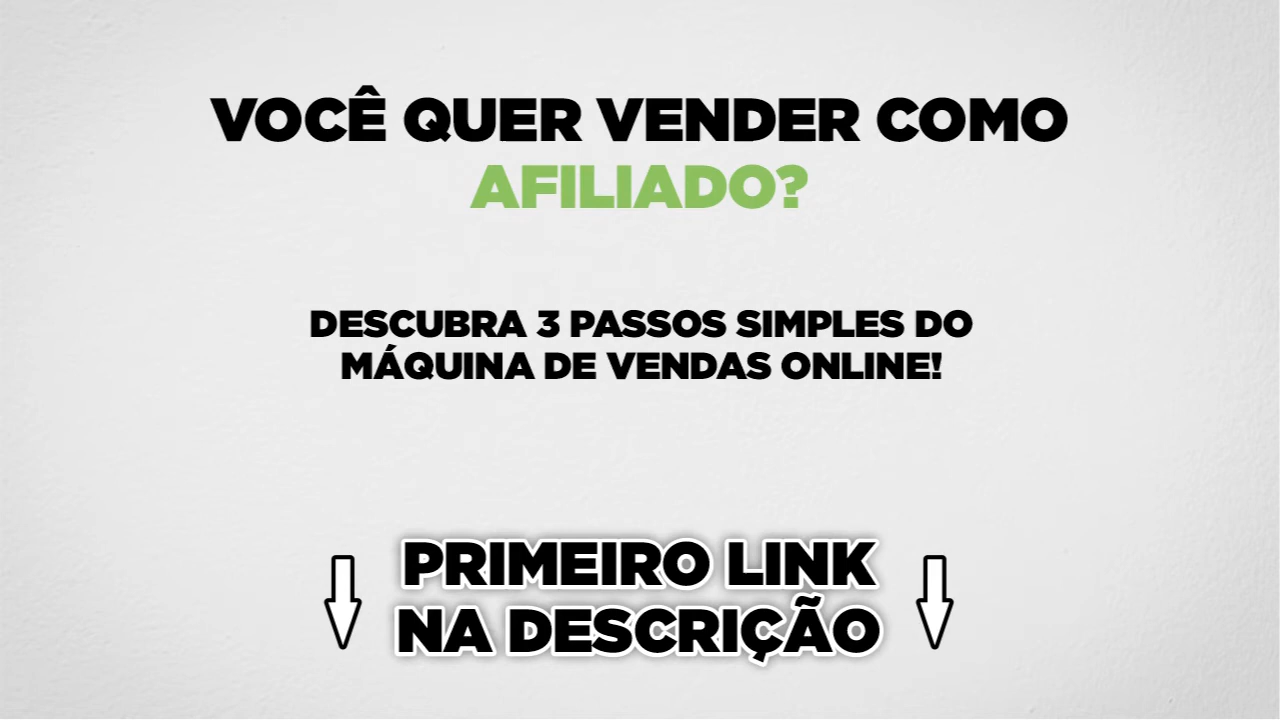 VOCÊ QUER VENDER COMO
AFILIADO?
DESCUBRA 3 PASSOS SIMPLES DO
MÁQUINA DE VENDAS ONLINE!
PRIMEIRO LINK
NA DESCRIÇÃO